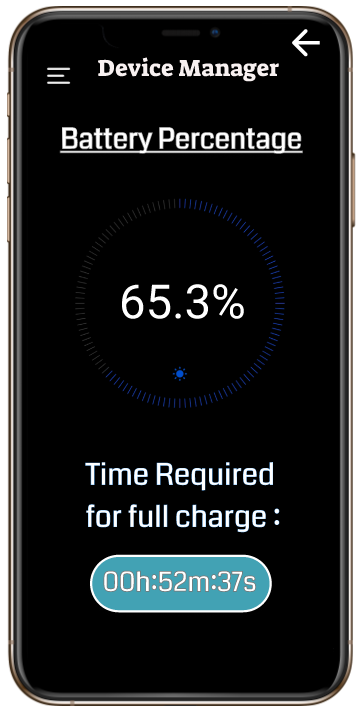 Device Manager
Battery Percentage
65.3%
Time Required
for full charge :
00h:52m:37s